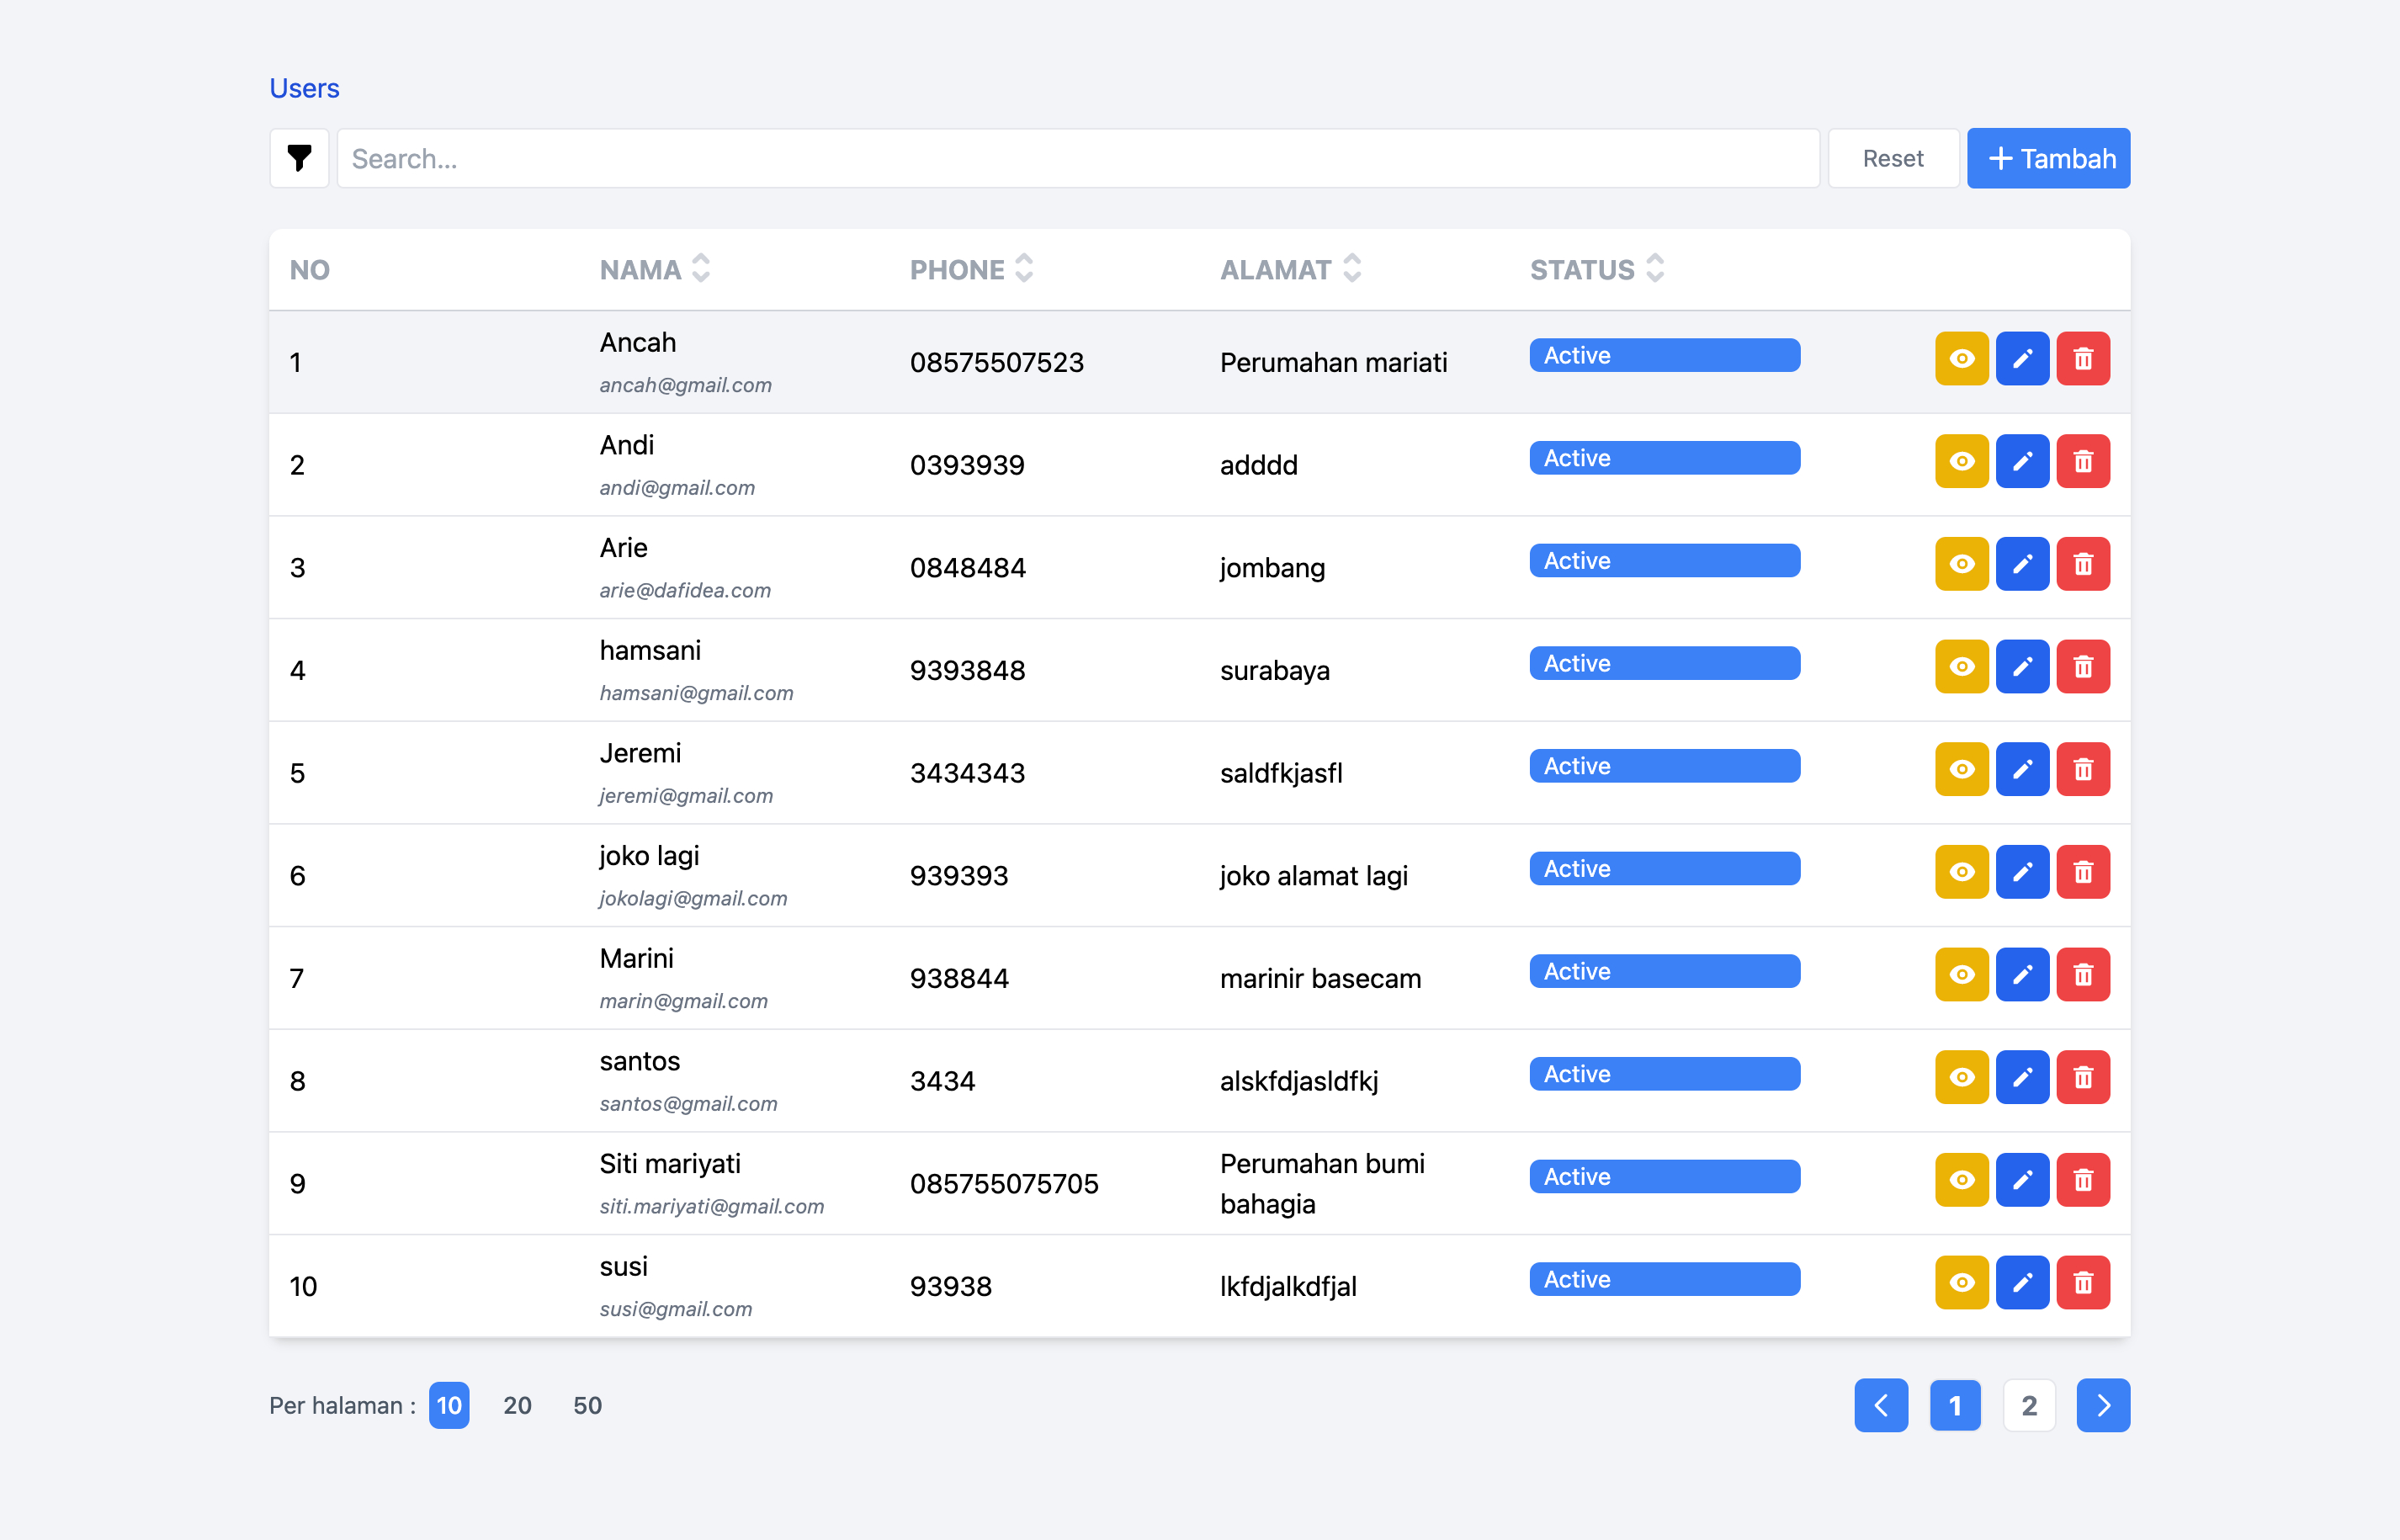 Users
Search...
Reset
Tambah
NO NAMA PHONE ALAMAT STATUS
1 Ancah 08575507523 Perumahan mariati Active
ancah@gmail.com
2 Andi 0393939 adddd Active
andi@gmail.com
3 Arie 0848484 jombang Active
arie@dafidea.com
4 hamsani 9393848 surabaya Active
hamsani@gmail.com
5 Jeremi 3434343 saldfkjasfl Active
jeremi@gmail.com
6 joko lagi 939393 joko alamat lagi Active
jokolagi@gmail.com
7 Marini 938844 marinir basecam Active
marin@gmail.com
8 santos 3434 alskfdjasldfkj Active
santos@gmail.com
9 Siti mariyati 085755075705 Perumahan bumi Active
siti.mariyati@gmail.com bahagia
10 susi 93938 lkfdjalkdfjal Active
susi@gmail.com
Per halaman : 10 20 50
1 2